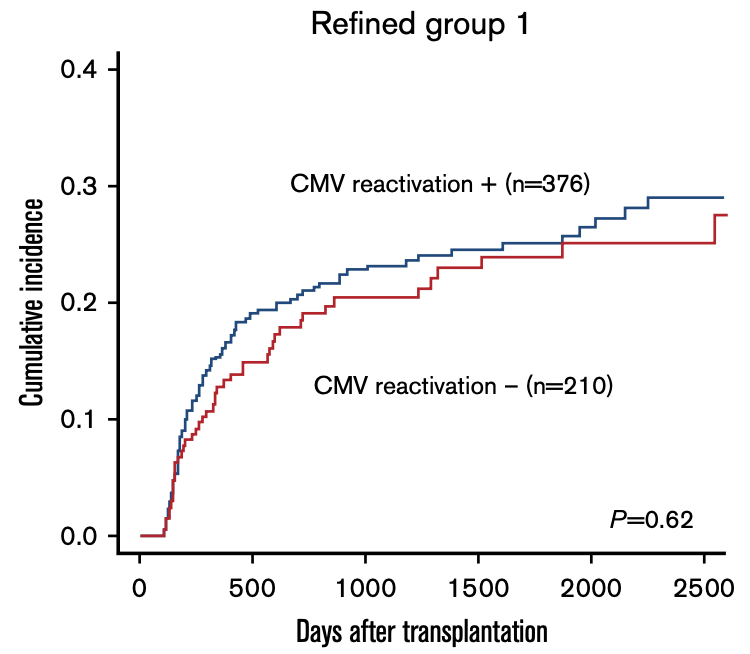 Refined group 1
0.4
0.3
0.2
0.1
0.0
Cumulative incidence
CMV reactivation + (n=376)
CMV reactivation – (n=210)
P=0.62
0 500 1000 1500 2000 2500
Days after transplantation